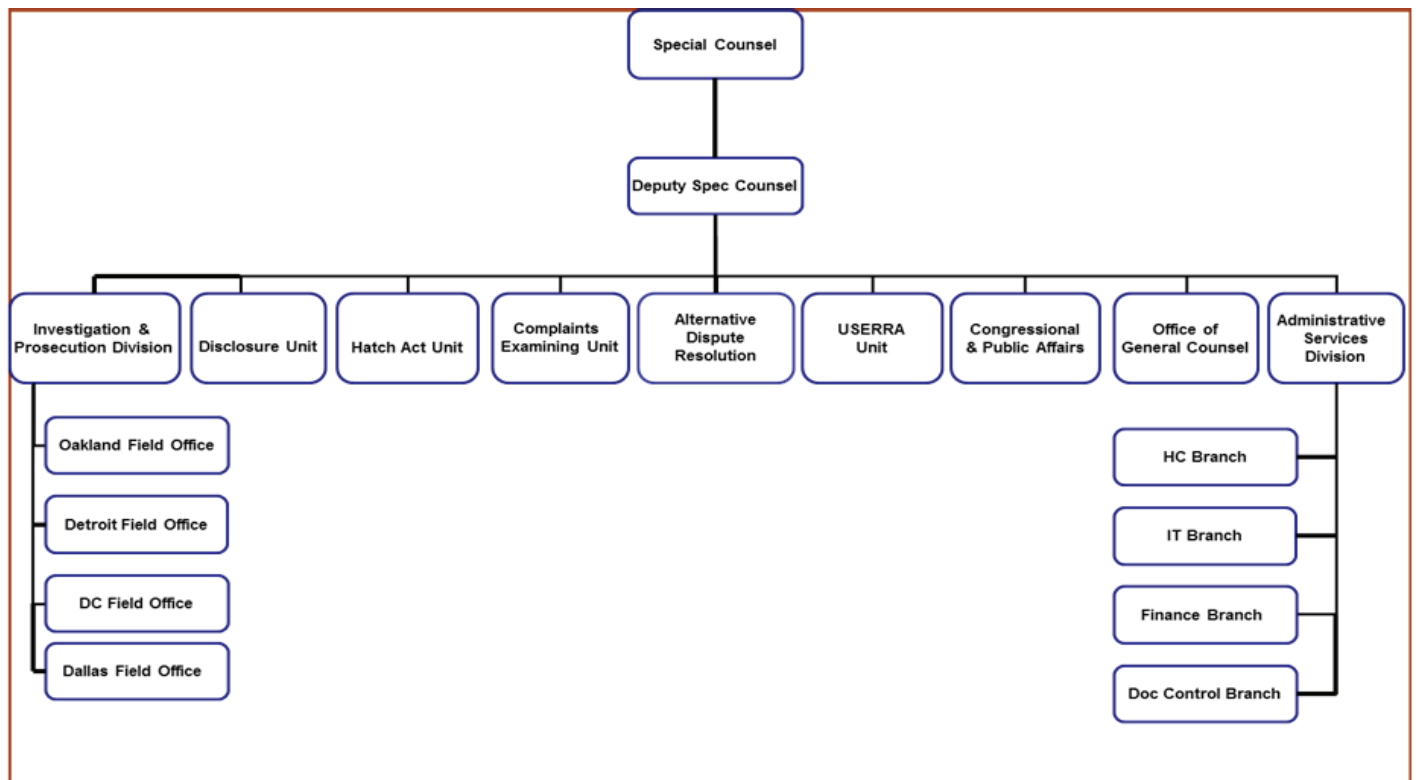 Special Counsel
Deputy Spec Counsel
Investigation &
Prosecution Division
Disclosure Unit
Hatch Act Unit
Complaints
Examining Unit
Alternative
Dispute
Resolution
USERRA
Unit
Congressional
& Public Affairs
Office of
General Counsel
Administrative
Services
Division
Oakland Field Office
Detroit Field Office
DC Field Office
Dallas Field Office
HC Branch
IT Branch
Finance Branch
Doc Control Branch